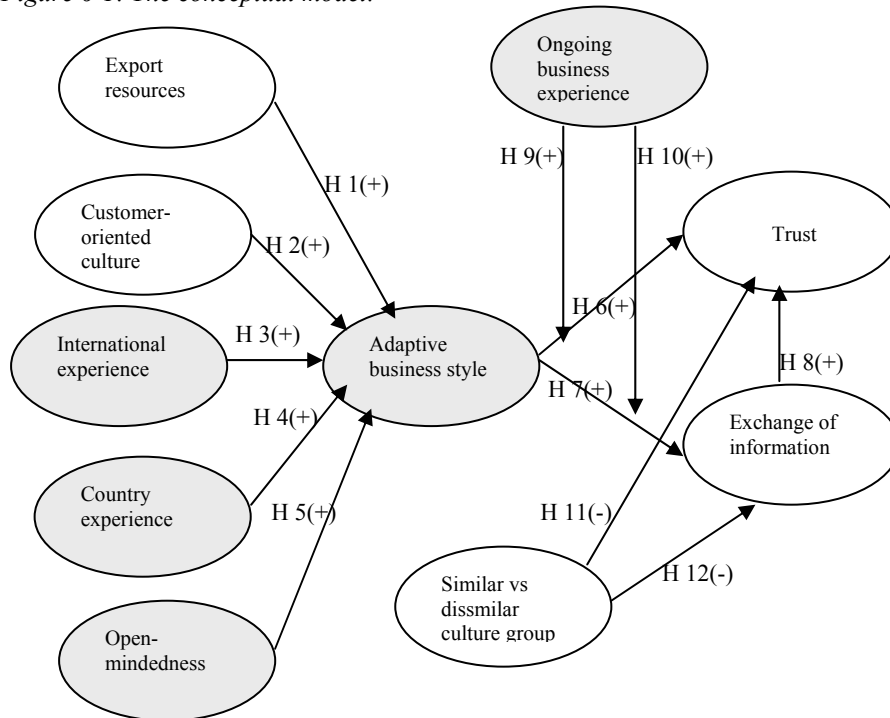 Figure 6-1: The conceptual model.
Export
resources
Ongoing
business
experience
H 9(+)
H 10(+)
H 1(+)
Customer-
oriented
culture
H 2(+)
Trust
International
experience
H 3(+)
Adaptive
business style
H 6(+)
H 7(+)
H 8(+)
H 4(+)
Exchange of
information
Country
experience
H 5(+)
H 11(-)
H 12(-)
Similar vs
dissmilar
culture group
Open-
mindedness